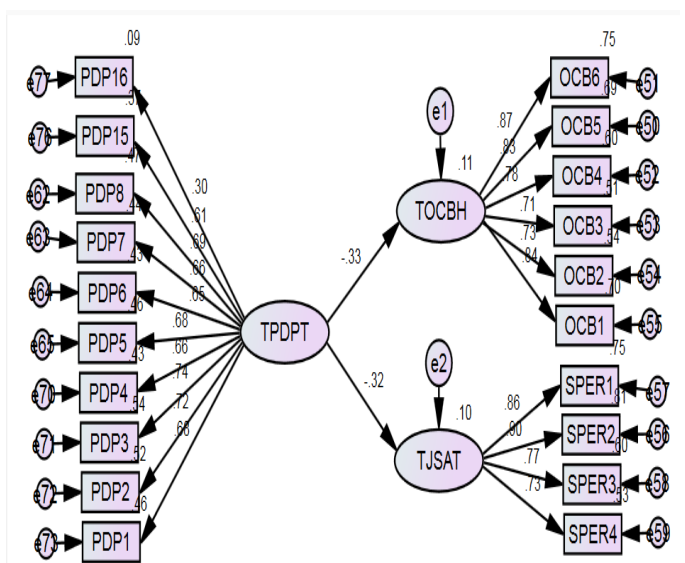 .09
e77 PDP16
.37
e76 PDP15
.47
e62 PDP8
.44
e63 PDP7
.43
e64 PDP6
.46
e65 PDP5
.43
e70 PDP4
.54
e71 PDP3
.52
e72 PDP2
.46
e73 PDP1
.30
.61
.69
.66
.65
.68
.66
.74
.72
.68
TPDPT
-.33
-.32
e1
.11
TOCBH
e2
.10
TJSAT
.87
.83
.78
.71
.73
.84
.86
.90
.77
.73
.75
OCB6 e51
.69
OCB5 e50
.60
OCB4 e52
.51
OCB3 e53
.54
OCB2 e54
.70
OCB1 e55
.75
SPER1 e57
.81
SPER2 e56
.60
SPER3 e58
.53
SPER4 e59